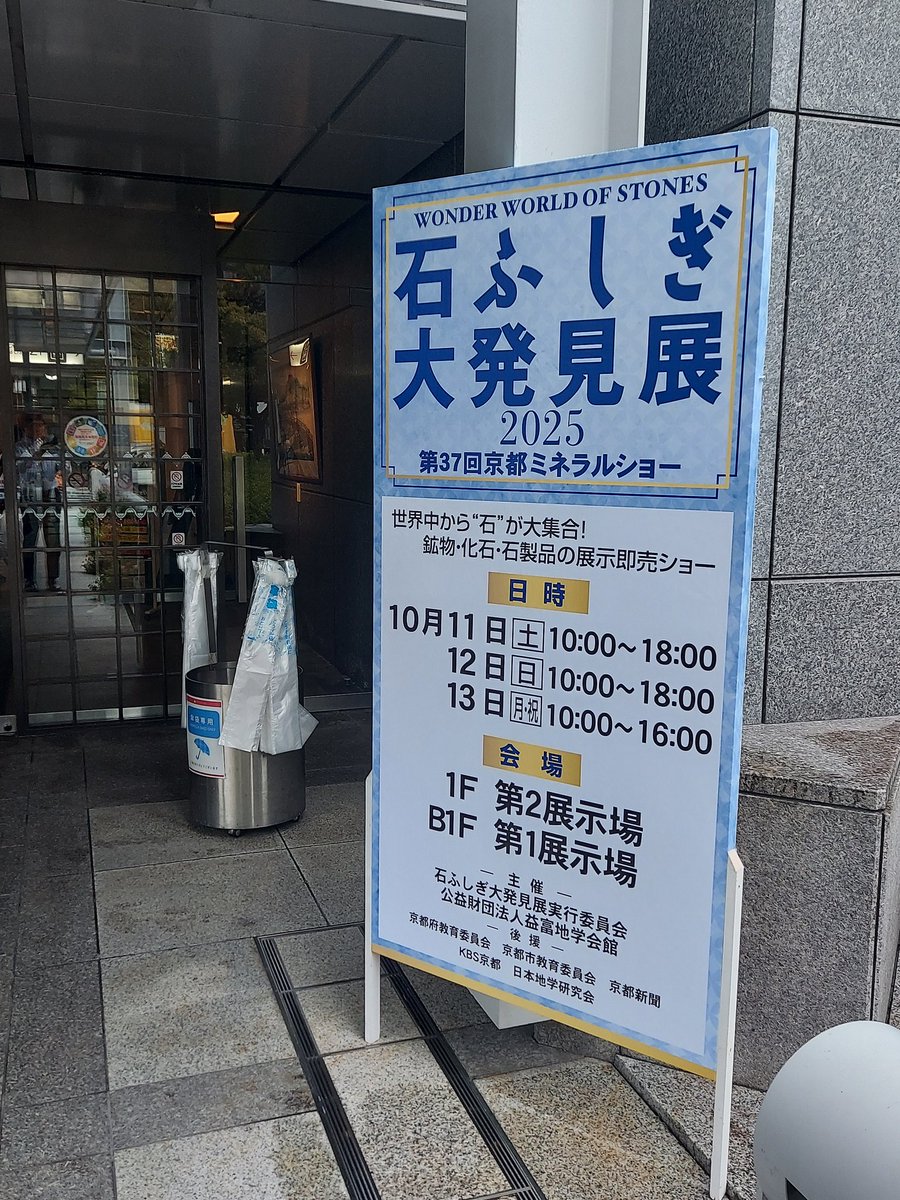 WONDER WORLD OF STONES
石ふしぎ
大発見展
2025
第37回京都ミネラルショー
世界中から“石”が大集合!
鉱物・化石・石製品の展示即売ショー
日時
10月11日土10:00～18:00
12日日10:00～18:00
13日月・祝10:00～16:00
会場
1F 第2展示場
B1F 第1展示場
― 主催 ―
石ふしぎ大発見展実行委員会
公益財団法人益富地学会館
― 後援 ―
京都府教育委員会 京都市教育委員会 京都新聞
KBS京都 日本地学研究会